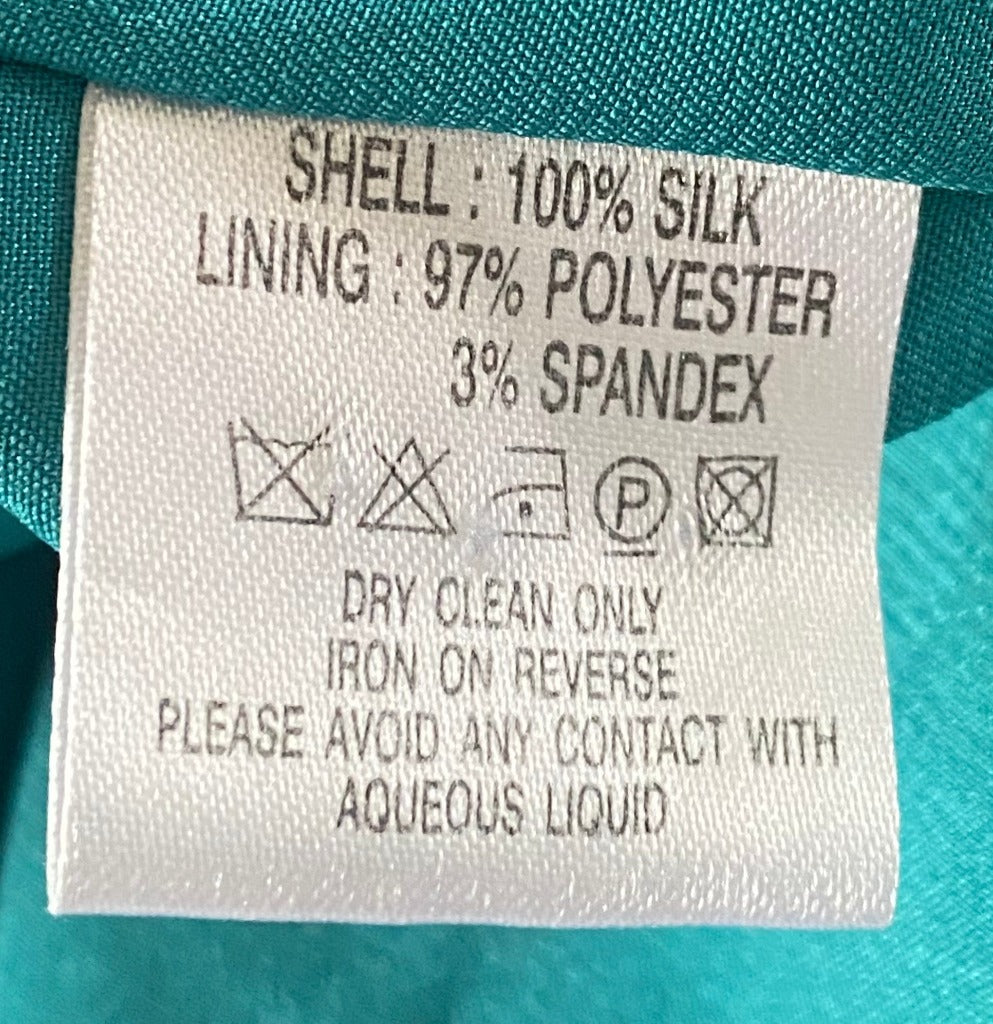 SHELL : 100% SILK
LINING : 97% POLYESTER
3% SPANDEX
P
DRY CLEAN ONLY
IRON ON REVERSE
PLEASE AVOID ANY CONTACT WITH
AQUEOUS LIQUID